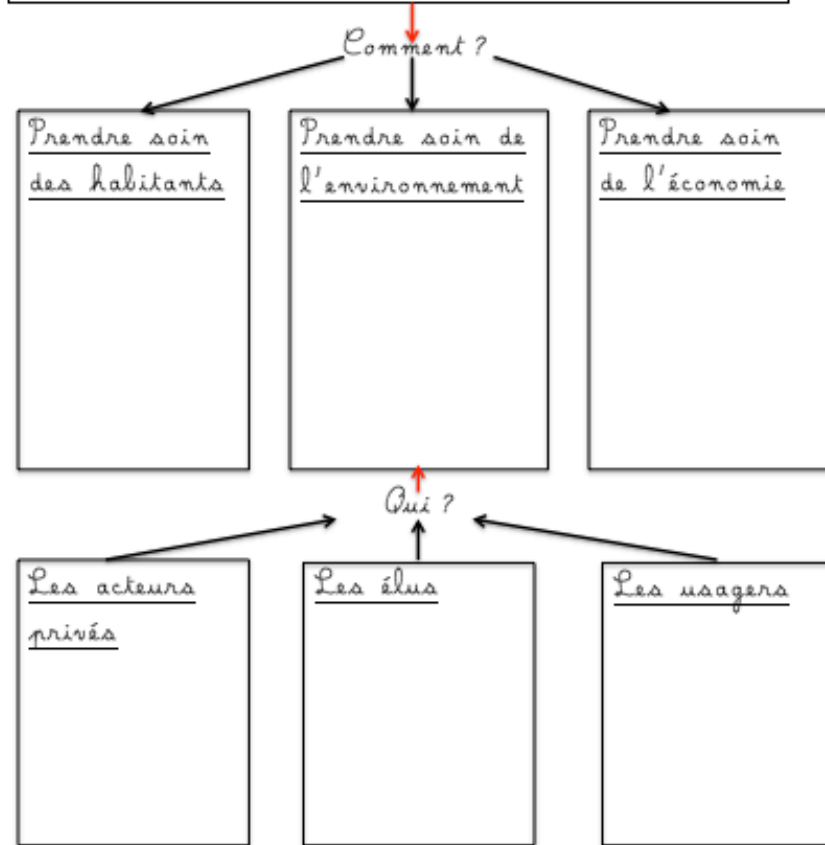 Comment ?
Prendre soin
des habitants
Prendre soin de
l'environnement
Prendre soin
de l'économie
Qui ?
Les acteurs
privés
Les élus
Les usagers